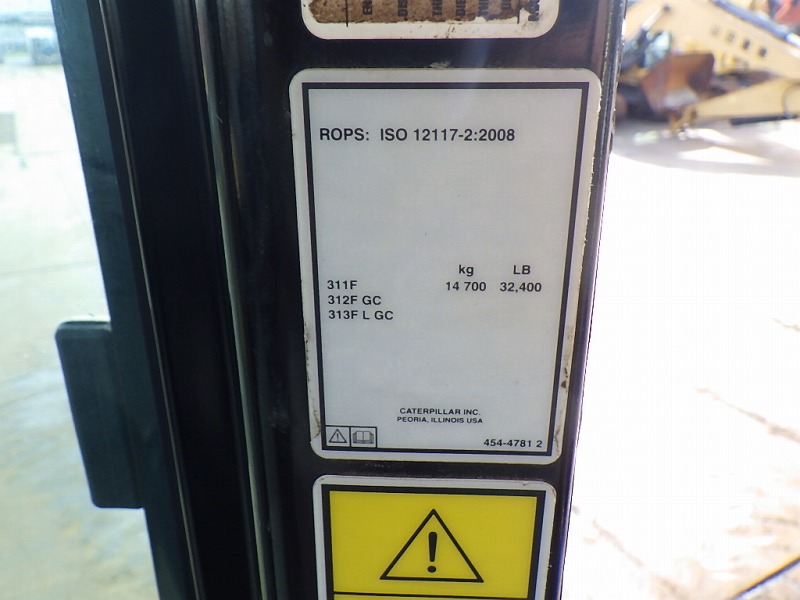 ROPS: ISO 12117-2:2008
kg LB
311F 14 700 32,400
312F GC
313F L GC
CATERPILLAR INC.
PEORIA, ILLINOIS USA
454-4781 2